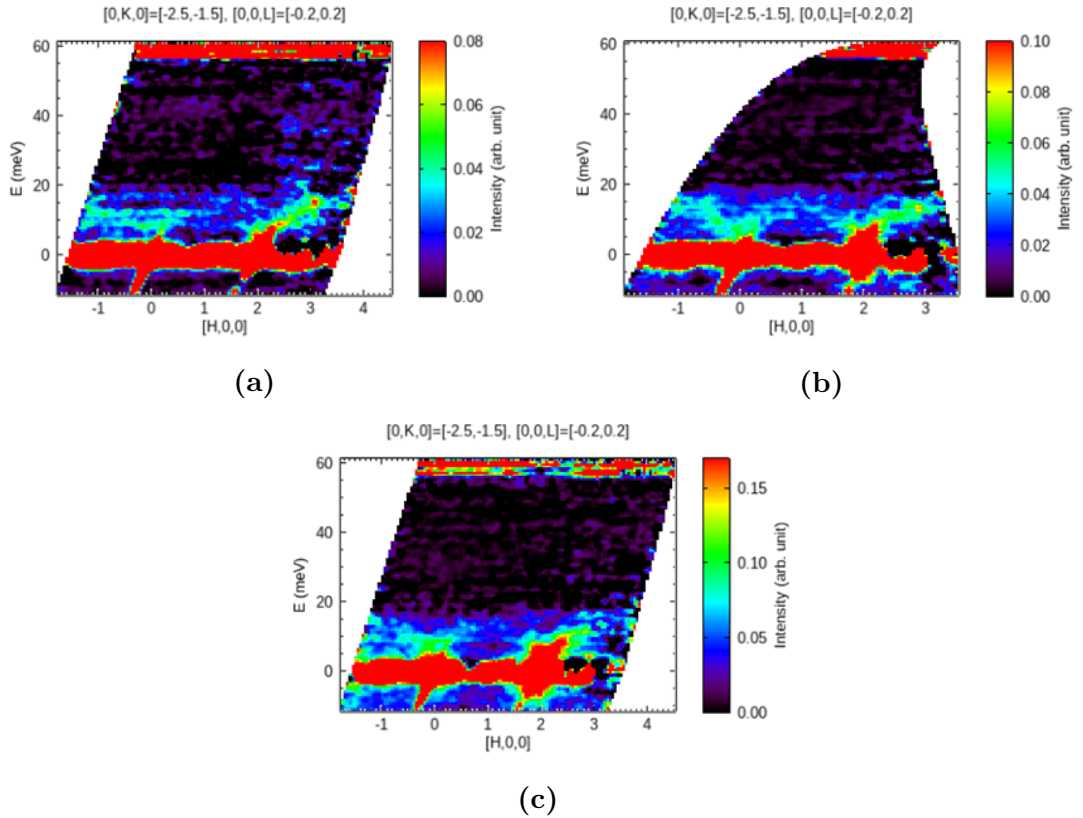 [0,K,0]=[-2.5,-1.5], [0,0,L]=[-0.2,0.2]
60
40
20
0
E (meV)
-1 0 1 2 3 4
[H,0,0]
0.08
0.06
0.04
0.02
0.00
Intensity (arb. unit)
(a)
[0,K,0]=[-2.5,-1.5], [0,0,L]=[-0.2,0.2]
60
40
20
0
E (meV)
-1 0 1 2 3
[H,0,0]
0.10
0.08
0.06
0.04
0.02
0.00
Intensity (arb. unit)
(b)
[0,K,0]=[-2.5,-1.5], [0,0,L]=[-0.2,0.2]
60
40
20
0
E (meV)
-1 0 1 2 3 4
[H,0,0]
0.15
0.10
0.05
0.00
Intensity (arb. unit)
(c)